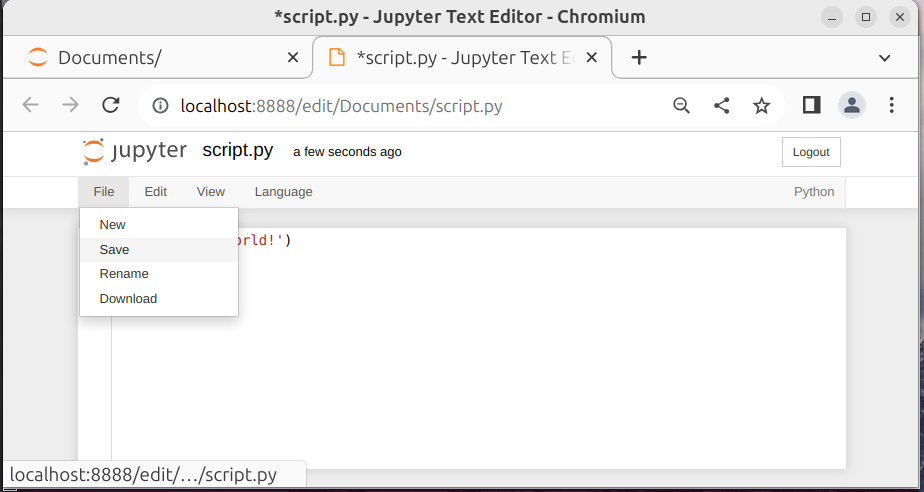 *script.py - Jupyter Text Editor - Chromium
Documents/
*script.py - Jupyter Text E
localhost:8888/edit/Documents/script.py
jupyter script.py a few seconds ago Logout
File Edit View Language Python
New
orld!')
Save
Rename
Download
localhost:8888/edit/…/script.py